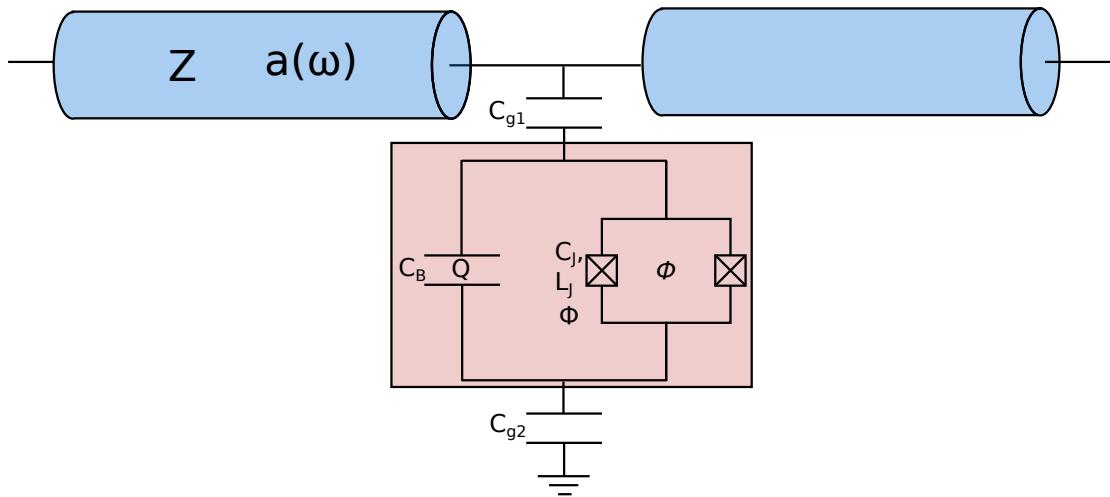 Z a(ω)
C_g1
C_B Q
C_J,
L_J
Φ
Φ
C_g2